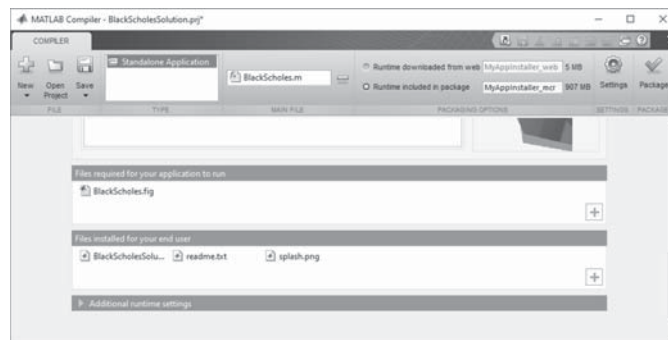 MATLAB Compiler - BlackScholesSolution.prj*
COMPILER
New
Open Project
Save
FILE
Standalone Application
TYPE
BlackScholes.m
MAIN FILE
Runtime downloaded from web MyAppInstaller_web 5 MB
Runtime included in package MyAppInstaller_mcr 907 MB
PACKAGING OPTIONS
Settings
SETTINGS
Package
PACKAGE
Files required for your application to run
BlackScholes.fig
Files installed for your end user
BlackScholesSolu... readme.txt splash.png
Additional runtime settings